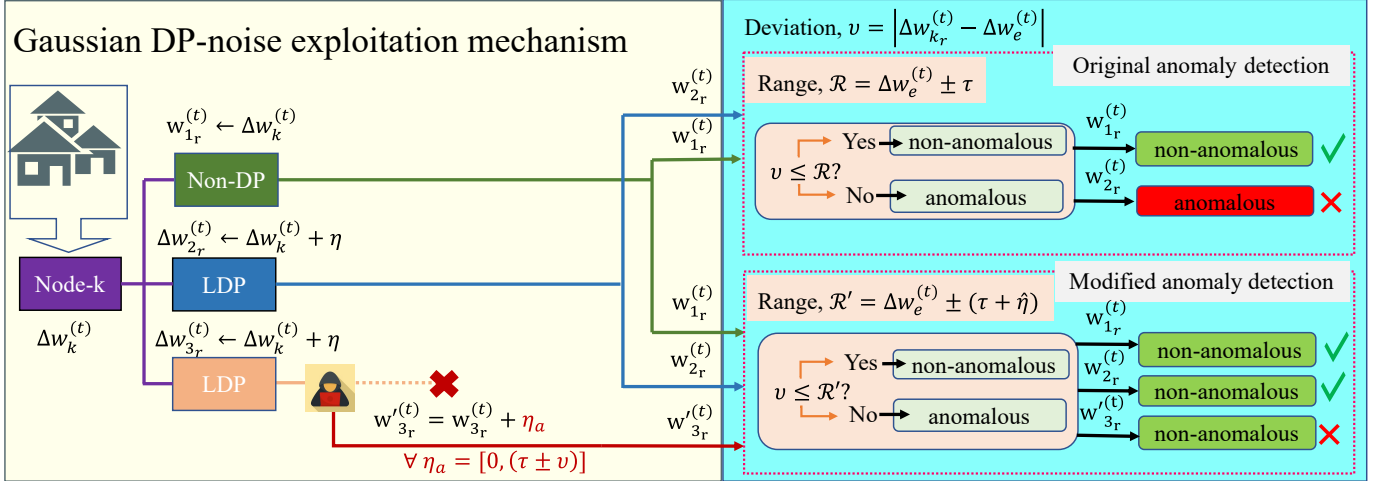 Gaussian DP-noise exploitation mechanism
w_{1_r}^{(t)} ← Δw_k^{(t)}
Non-DP
Δw_{2_r}^{(t)} ← Δw_k^{(t)} + η
Node-k
LDP
Δw_k^{(t)}
Δw_{3_r}^{(t)} ← Δw_k^{(t)} + η
LDP
w'_{3_r}^{(t)} = w_{3_r}^{(t)} + η_a
∀ η_a = [0, (τ ± υ)]
w_{2_r}^{(t)}
w_{1_r}^{(t)}
w_{1_r}^{(t)}
w_{2_r}^{(t)}
w'_{3_r}^{(t)}
Deviation, υ = |Δw_{k_r}^{(t)} − Δw_e^{(t)}|
Original anomaly detection
Range, ℛ = Δw_e^{(t)} ± τ
υ ≤ ℛ?
Yes
non-anomalous
No
anomalous
w_{1_r}^{(t)}
non-anomalous
w_{2_r}^{(t)}
anomalous
Modified anomaly detection
Range, ℛ′ = Δw_e^{(t)} ± (τ + η̂)
υ ≤ ℛ′?
Yes
non-anomalous
No
anomalous
w_{1_r}^{(t)}
non-anomalous
w_{2_r}^{(t)}
non-anomalous
w'_{3_r}^{(t)}
non-anomalous